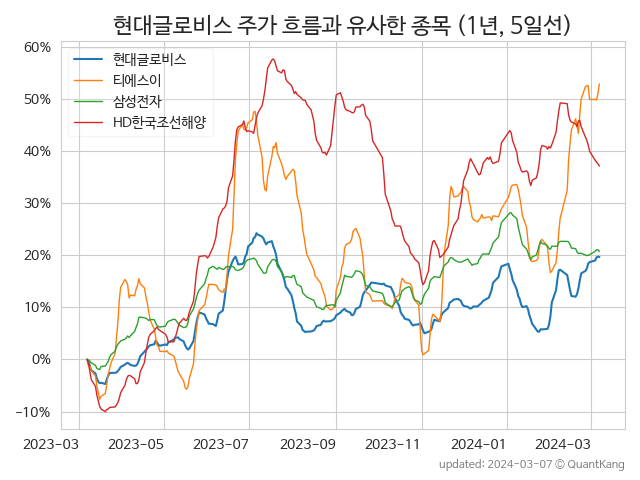 현대글로비스 주가 흐름과 유사한 종목 (1년, 5일선)
60%
50%
40%
30%
20%
10%
0%
−10%
현대글로비스
티에스이
삼성전자
HD한국조선해양
2023-03 2023-05 2023-07 2023-09 2023-11 2024-01 2024-03
updated: 2024-03-07 © QuantKang